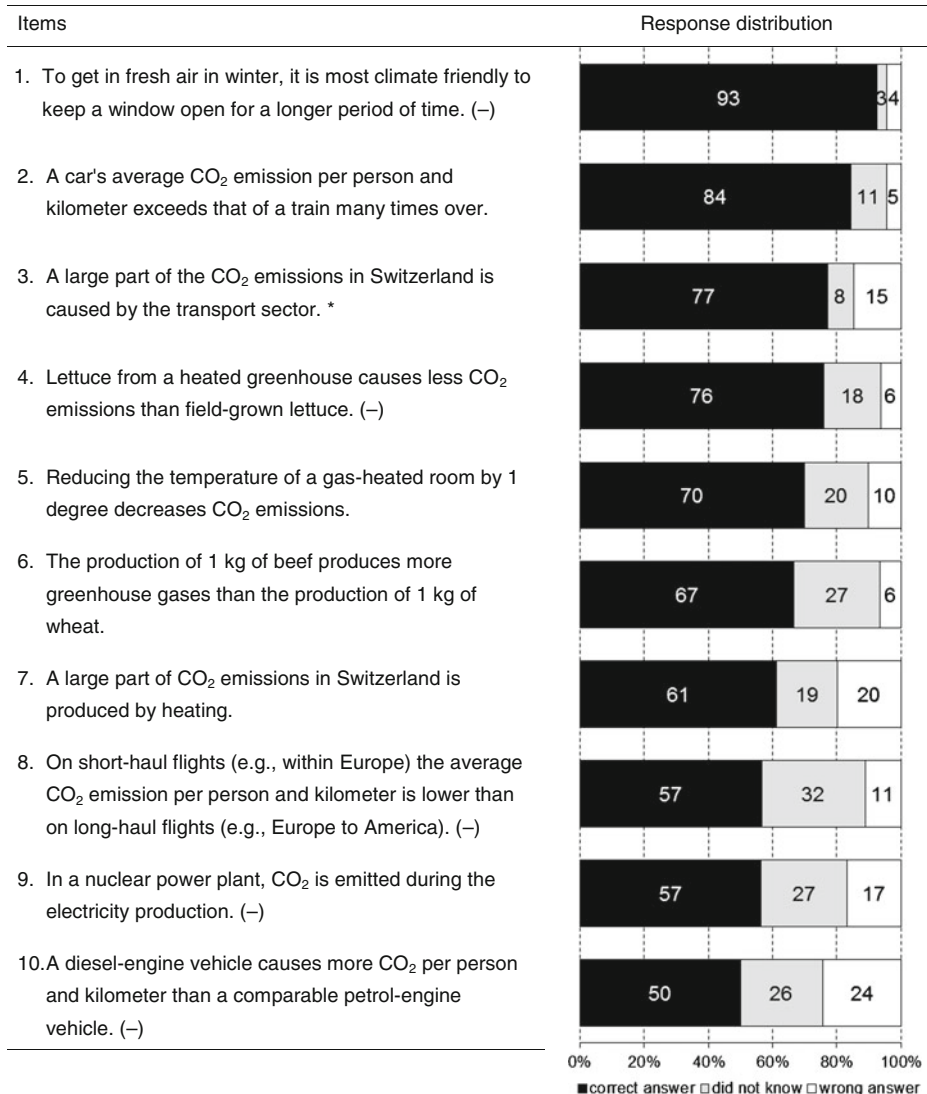 Items
Response distribution
1. To get in fresh air in winter, it is most climate friendly to
keep a window open for a longer period of time. (–)
93 3 4
2. A car's average CO₂ emission per person and
kilometer exceeds that of a train many times over.
84 11 5
3. A large part of the CO₂ emissions in Switzerland is
caused by the transport sector. *
77 8 15
4. Lettuce from a heated greenhouse causes less CO₂
emissions than field-grown lettuce. (–)
76 18 6
5. Reducing the temperature of a gas-heated room by 1
degree decreases CO₂ emissions.
70 20 10
6. The production of 1 kg of beef produces more
greenhouse gases than the production of 1 kg of
wheat.
67 27 6
7. A large part of CO₂ emissions in Switzerland is
produced by heating.
61 19 20
8. On short-haul flights (e.g., within Europe) the average
CO₂ emission per person and kilometer is lower than
on long-haul flights (e.g., Europe to America). (–)
57 32 11
9. In a nuclear power plant, CO₂ is emitted during the
electricity production. (–)
57 27 17
10.A diesel-engine vehicle causes more CO₂ per person
and kilometer than a comparable petrol-engine
vehicle. (–)
50 26 24
0% 20% 40% 60% 80% 100%
correct answer did not know wrong answer